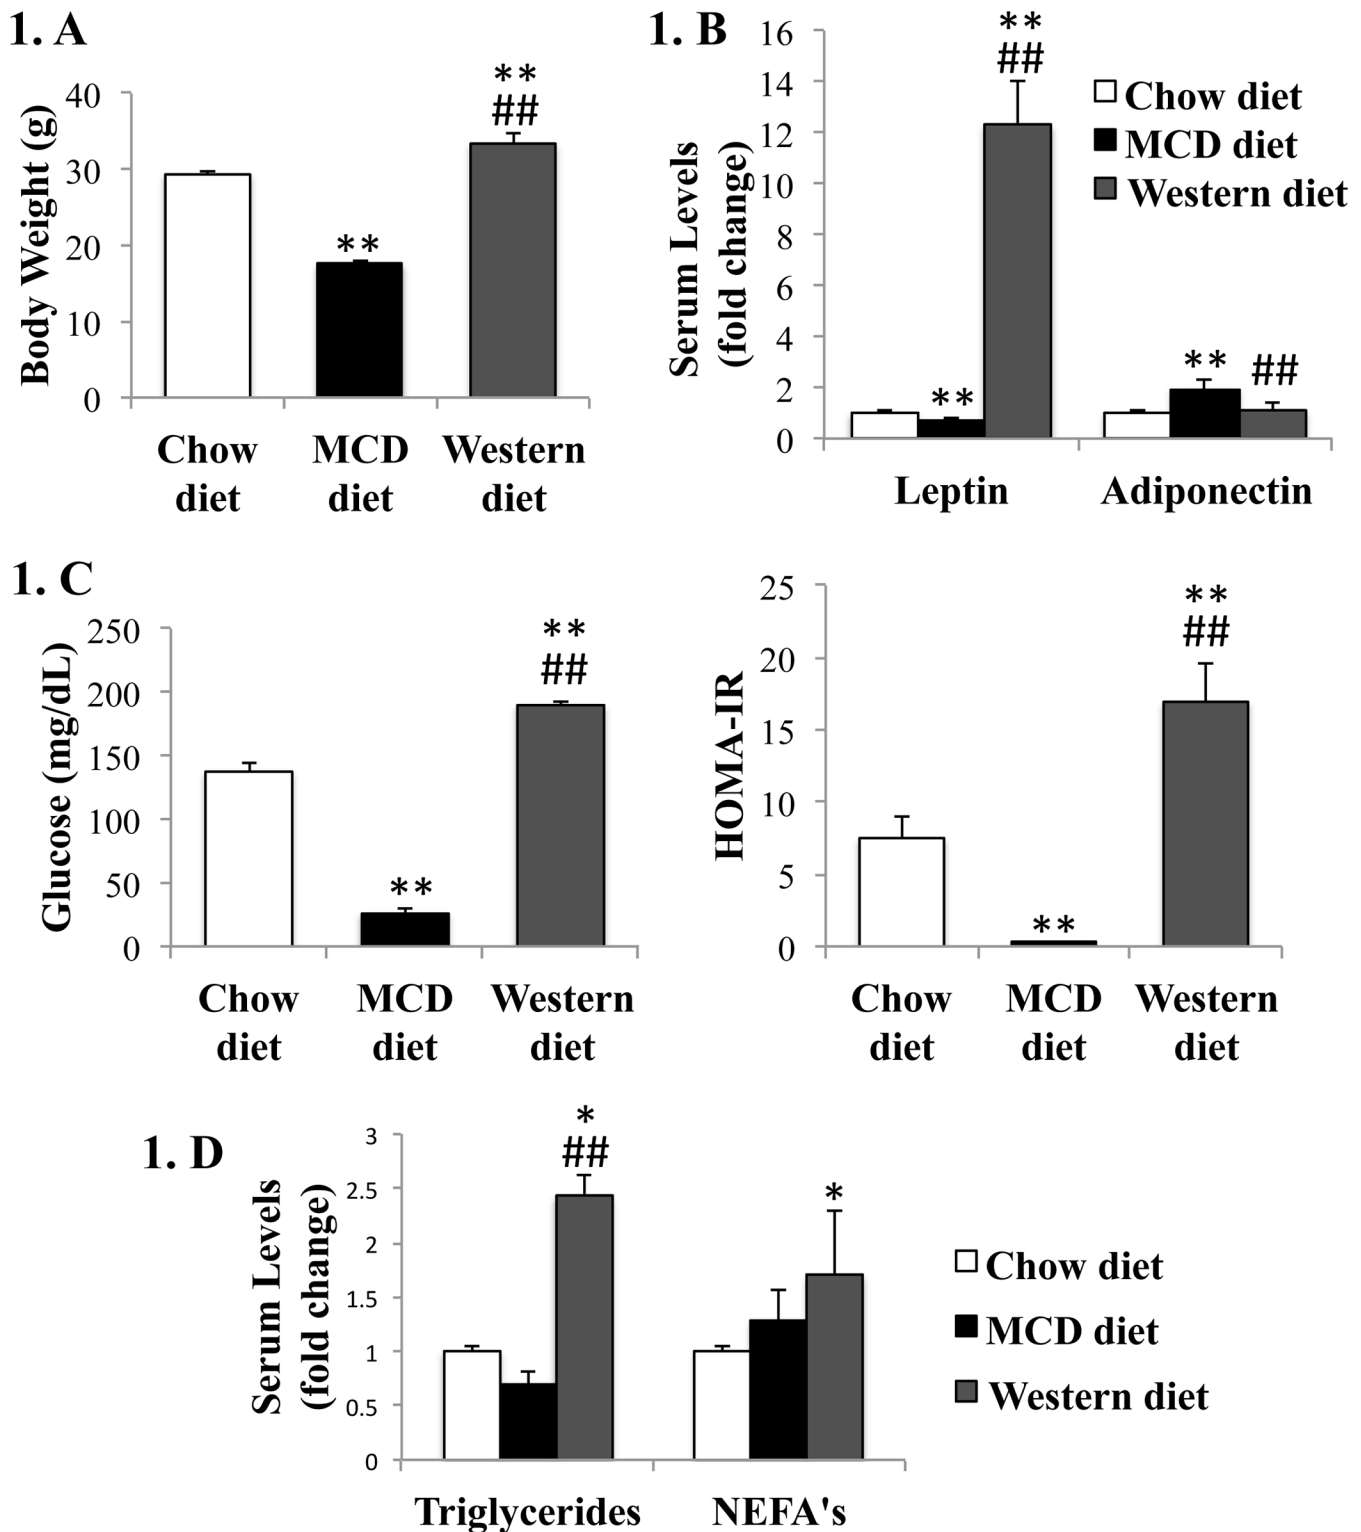 1. A
**
##
**
40
30
20
10
0
Body Weight (g)
Chow diet
MCD diet
Western diet
1. B
**
##
**
**
##
16
14
12
10
8
6
4
2
0
Serum Levels
(fold change)
Leptin
Adiponectin
Chow diet
MCD diet
Western diet
1. C
**
##
**
250
200
150
100
50
0
Glucose (mg/dL)
Chow diet
MCD diet
Western diet
**
##
**
25
20
15
10
5
0
HOMA-IR
Chow diet
MCD diet
Western diet
1. D
*
##
*
3
2.5
2
1.5
1
0.5
0
Serum Levels
(fold change)
Triglycerides
NEFA's
Chow diet
MCD diet
Western diet